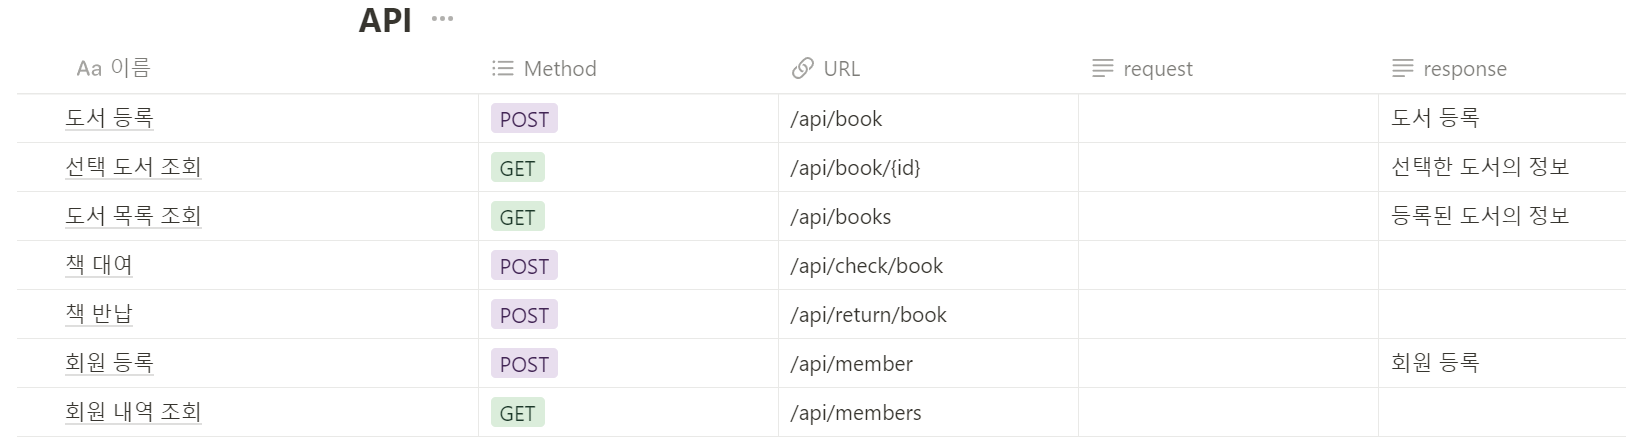 API ...
Aa 이름 Method URL request response
도서 등록 POST /api/book 도서 등록
선택 도서 조회 GET /api/book/{id} 선택한 도서의 정보
도서 목록 조회 GET /api/books 등록된 도서의 정보
책 대여 POST /api/check/book
책 반납 POST /api/return/book
회원 등록 POST /api/member 회원 등록
회원 내역 조회 GET /api/members